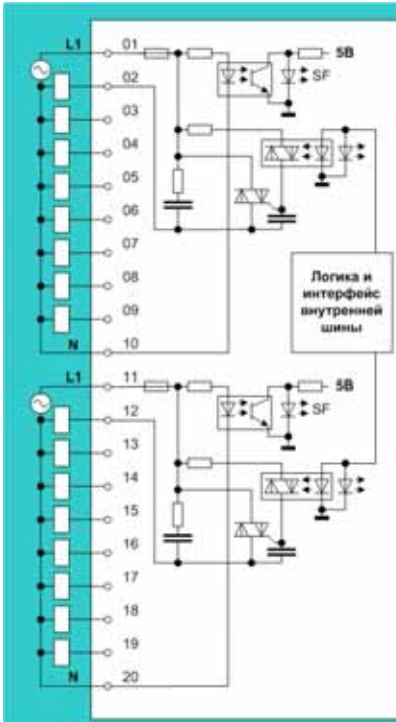 L1 01 5В
02 SF
03
04
05
06
07
08
09
N 10
Логика и
интерфейс
внутренней
шины
L1 11 5В
12 SF
13
14
15
16
17
18
19
N 20